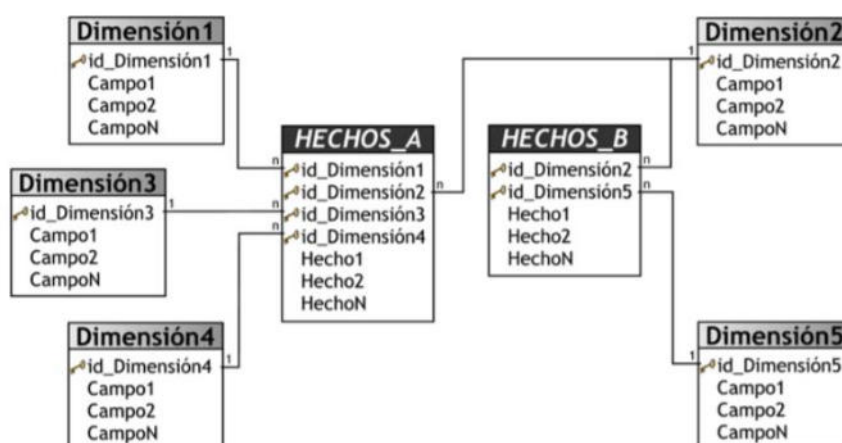 Dimensión1
id_Dimensión1
Campo1
Campo2
CampoN
1
Dimensión3
id_Dimensión3
Campo1
Campo2
CampoN
1
Dimensión4
id_Dimensión4
Campo1
Campo2
CampoN
1
HECHOS_A
id_Dimensión1
id_Dimensión2
id_Dimensión3
id_Dimensión4
Hecho1
Hecho2
HechoN
n
n
n
n
HECHOS_B
id_Dimensión2
id_Dimensión5
Hecho1
Hecho2
HechoN
n
n
Dimensión2
id_Dimensión2
Campo1
Campo2
CampoN
1
Dimensión5
id_Dimensión5
Campo1
Campo2
CampoN
1